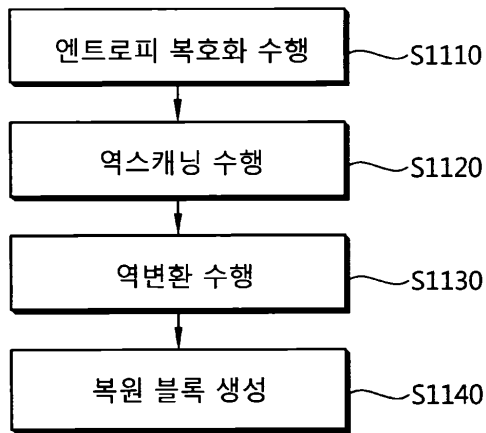 엔트로피 복호화 수행
S1110
역스캐닝 수행
S1120
역변환 수행
S1130
복원 블록 생성
S1140